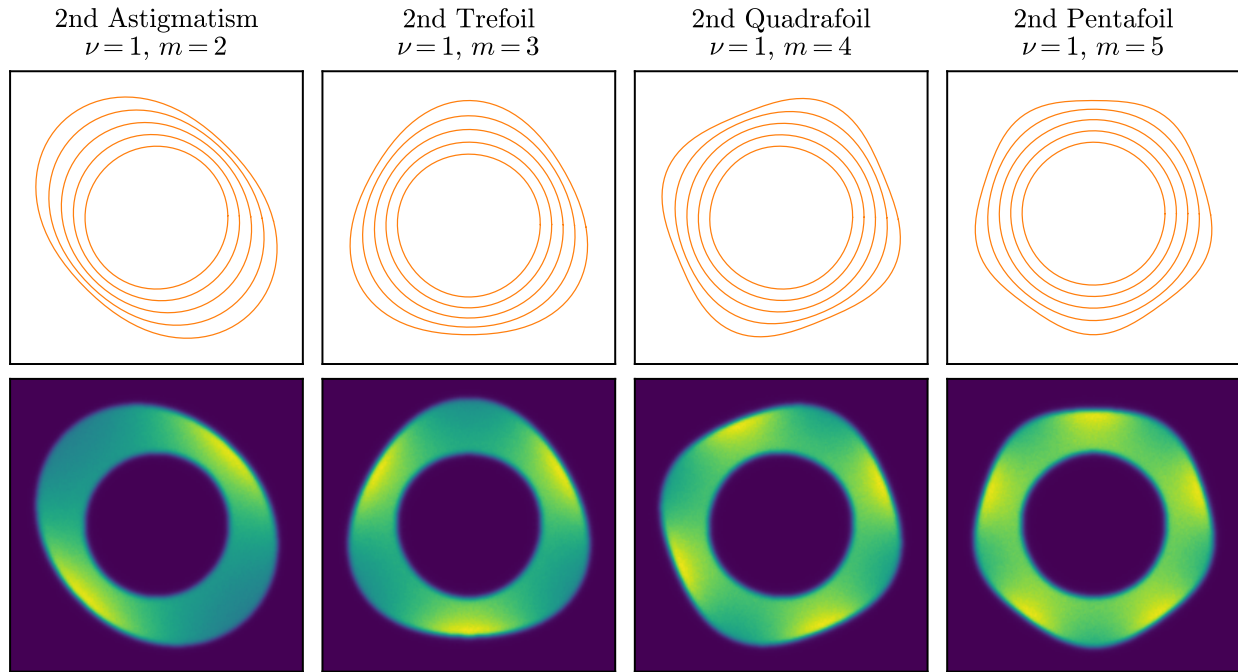 2nd Astigmatism
ν = 1, m = 2
2nd Trefoil
ν = 1, m = 3
2nd Quadrafoil
ν = 1, m = 4
2nd Pentafoil
ν = 1, m = 5